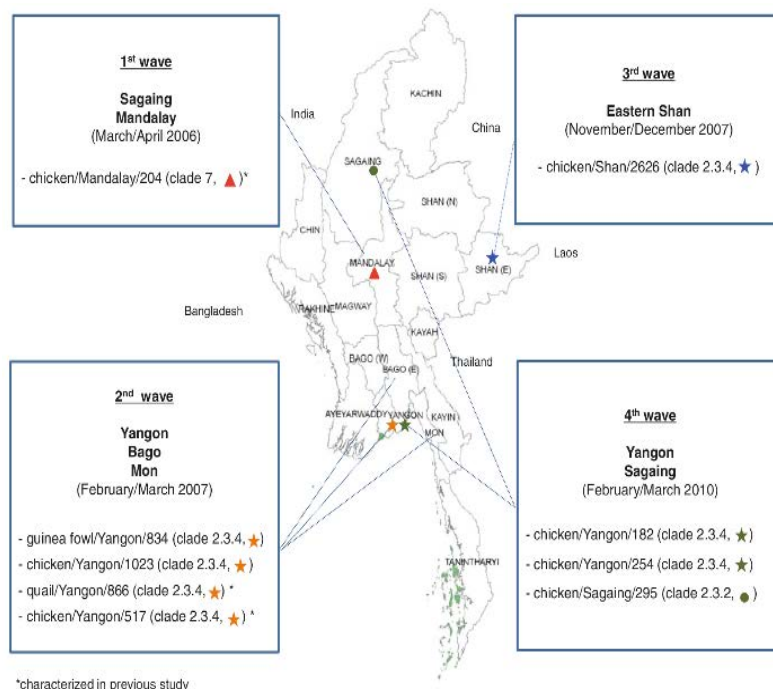 1st wave
Sagaing
Mandalay
(March/April 2006)
- chicken/Mandalay/204 (clade 7, ▲)*
3rd wave
Eastern Shan
(November/December 2007)
- chicken/Shan/2626 (clade 2.3.4, ★)
KACHIN
India
China
SAGAING
SHAN (N)
CHIN
MANDALAY
SHAN (S)
SHAN (E)
Laos
Bangladesh
RAKHINE
MAGWAY
KAYAH
BAGO (W)
BAGO (E)
Thailand
AYEYARWADDY
YANGON
KAYIN
MON
TANINTHARYI
2nd wave
Yangon
Bago
Mon
(February/March 2007)
- guinea fowl/Yangon/834 (clade 2.3.4, ★)
- chicken/Yangon/1023 (clade 2.3.4, ★)
- quail/Yangon/866 (clade 2.3.4, ★) *
- chicken/Yangon/517 (clade 2.3.4, ★) *
4th wave
Yangon
Sagaing
(February/March 2010)
- chicken/Yangon/182 (clade 2.3.4, ★)
- chicken/Yangon/254 (clade 2.3.4, ★)
- chicken/Sagaing/295 (clade 2.3.2, ●)
*characterized in previous study